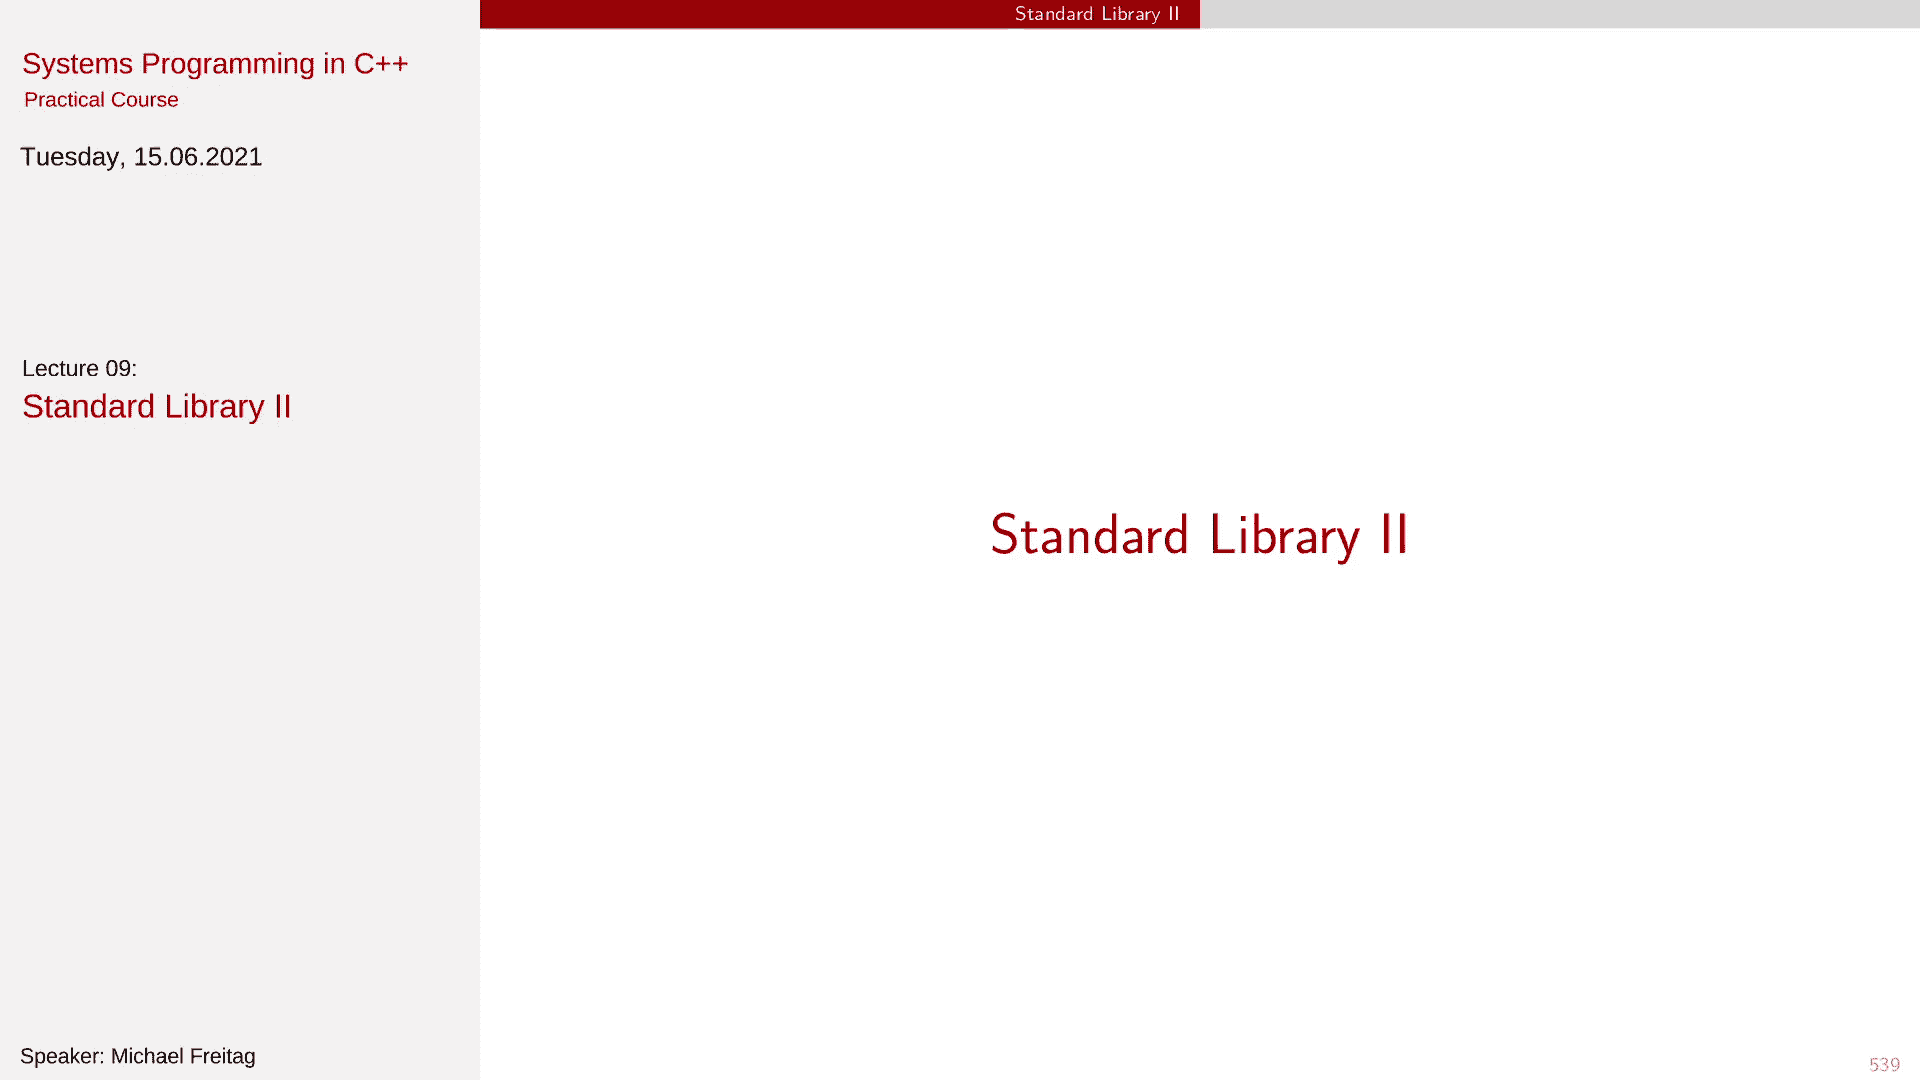 Standard Library II
Systems Programming in C++
Practical Course
Tuesday, 15.06.2021
Lecture 09:
Standard Library II
Standard Library II
Speaker: Michael Freitag
539